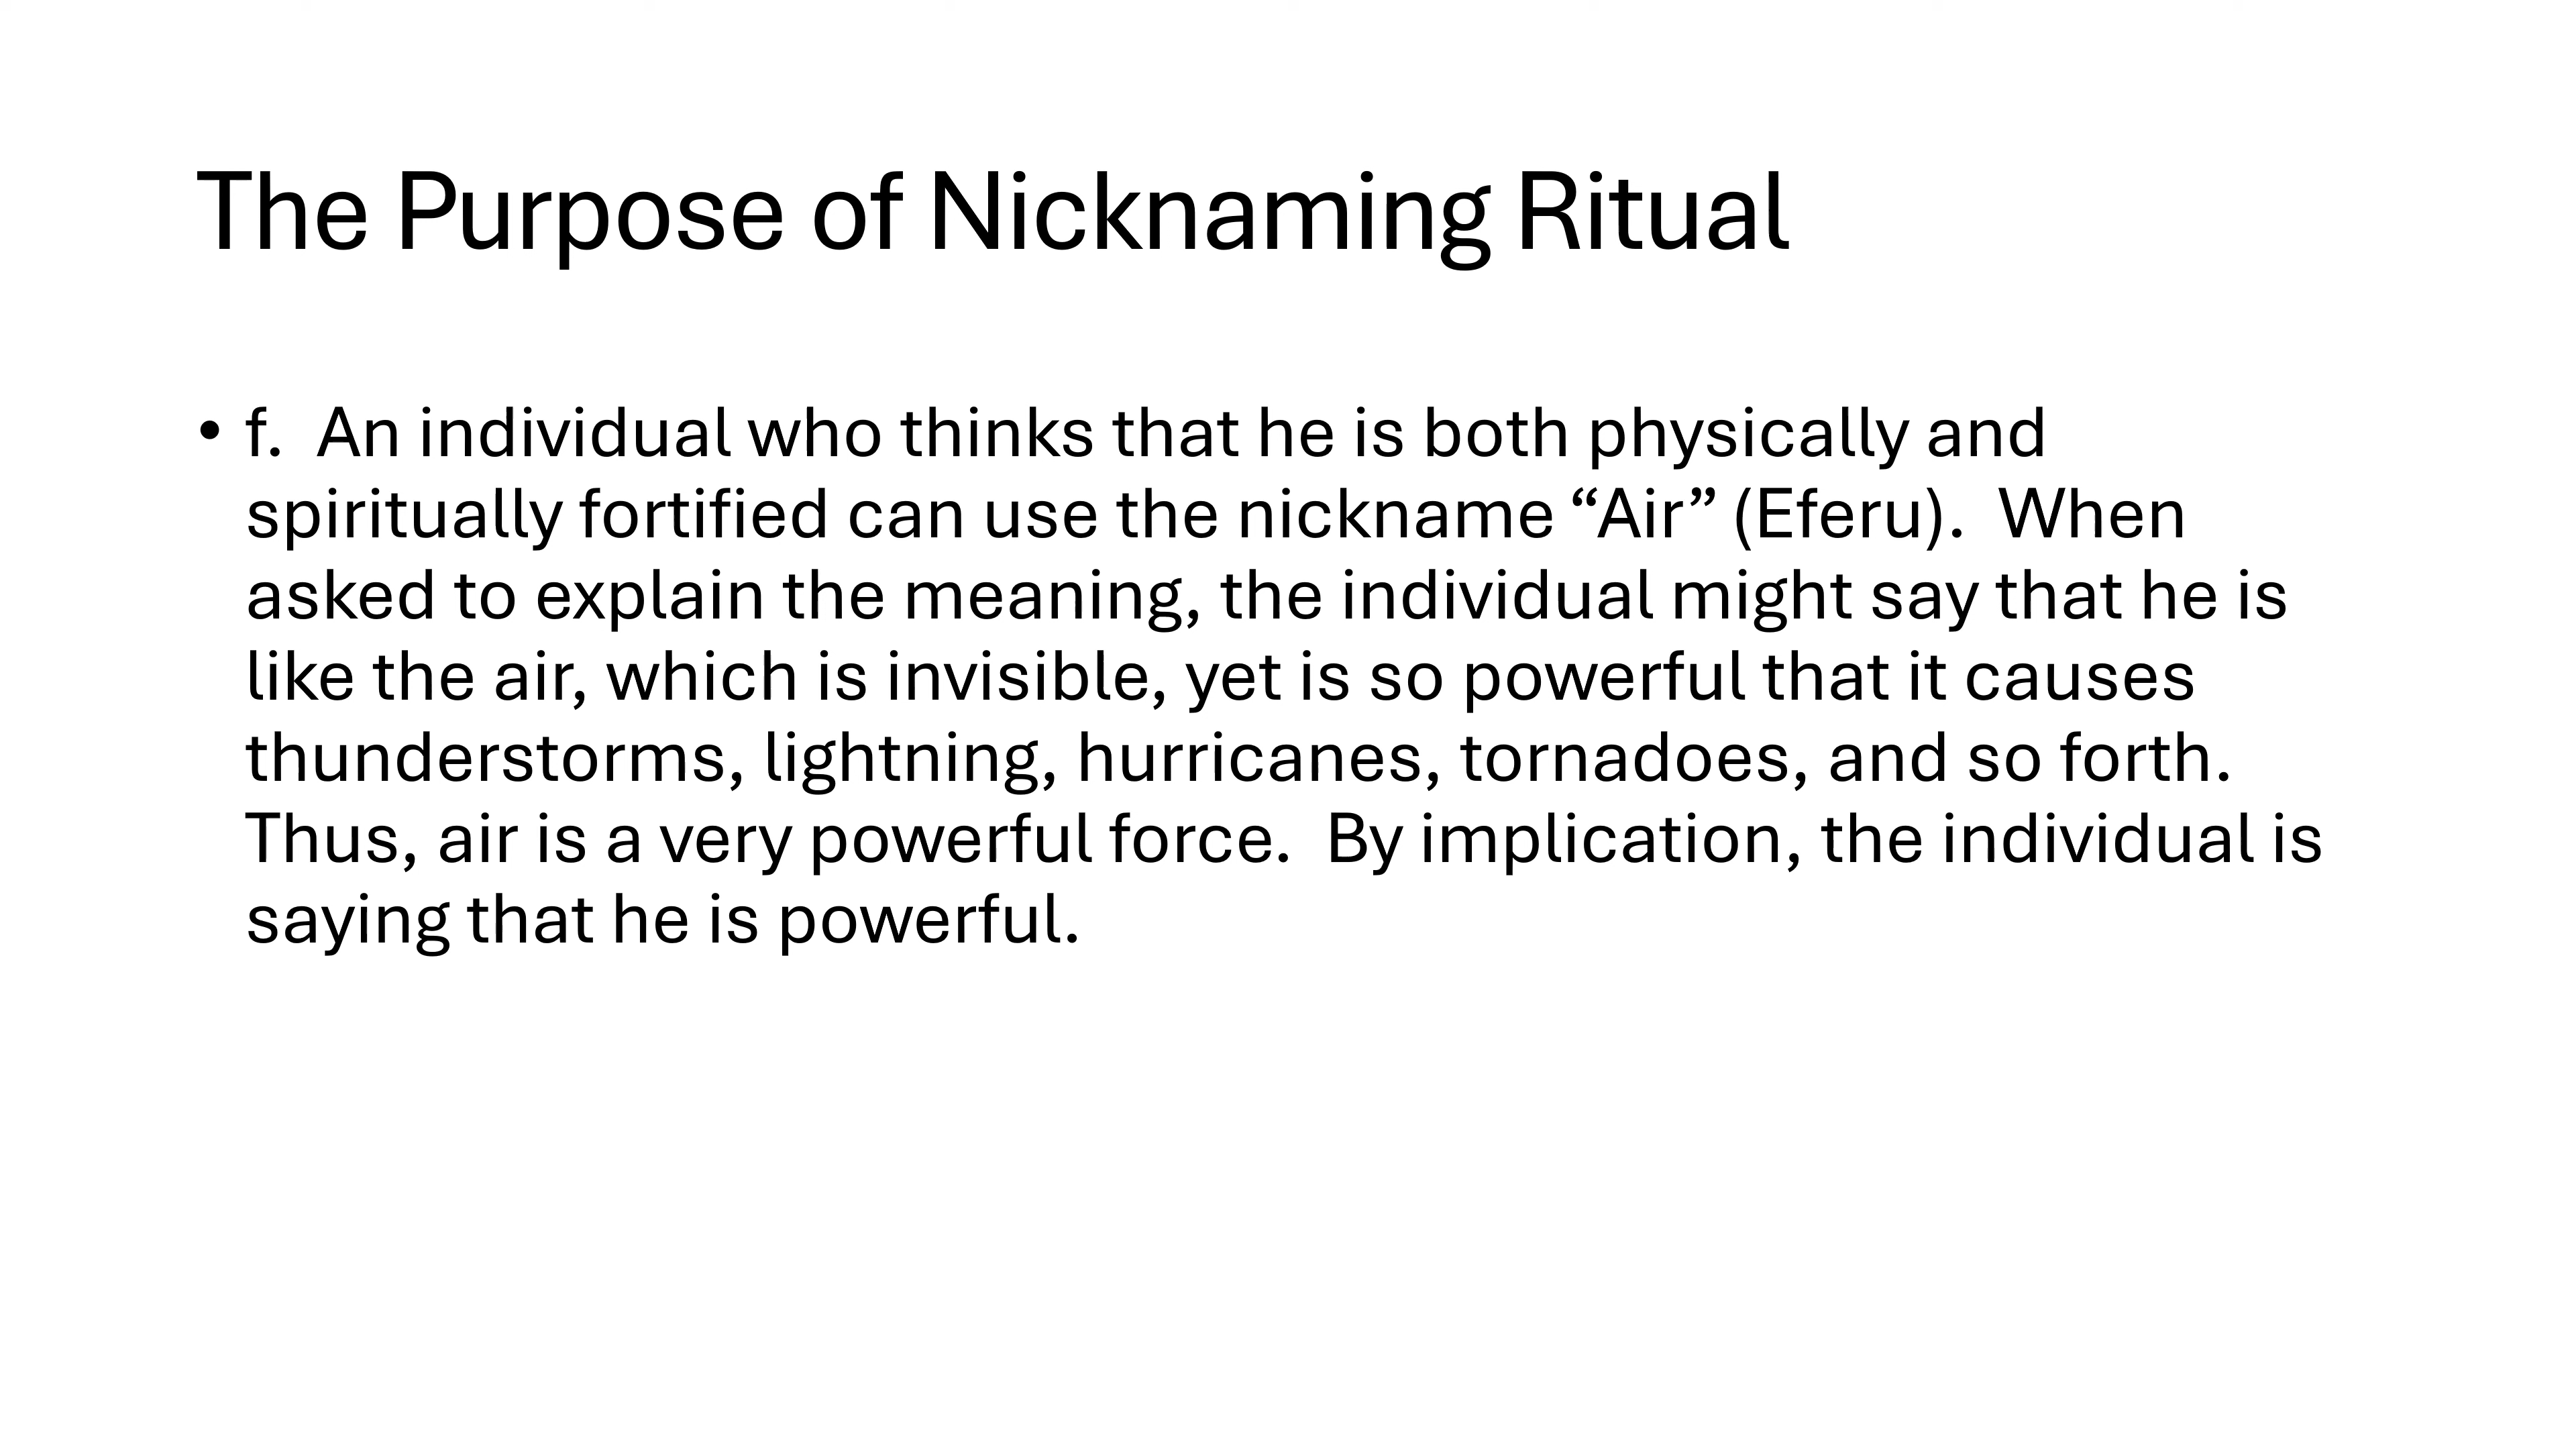 The Purpose of Nicknaming Ritual
• f.  An individual who thinks that he is both physically and
spiritually fortified can use the nickname “Air” (Eferu).  When
asked to explain the meaning, the individual might say that he is
like the air, which is invisible, yet is so powerful that it causes
thunderstorms, lightning, hurricanes, tornadoes, and so forth.
Thus, air is a very powerful force.  By implication, the individual is
saying that he is powerful.